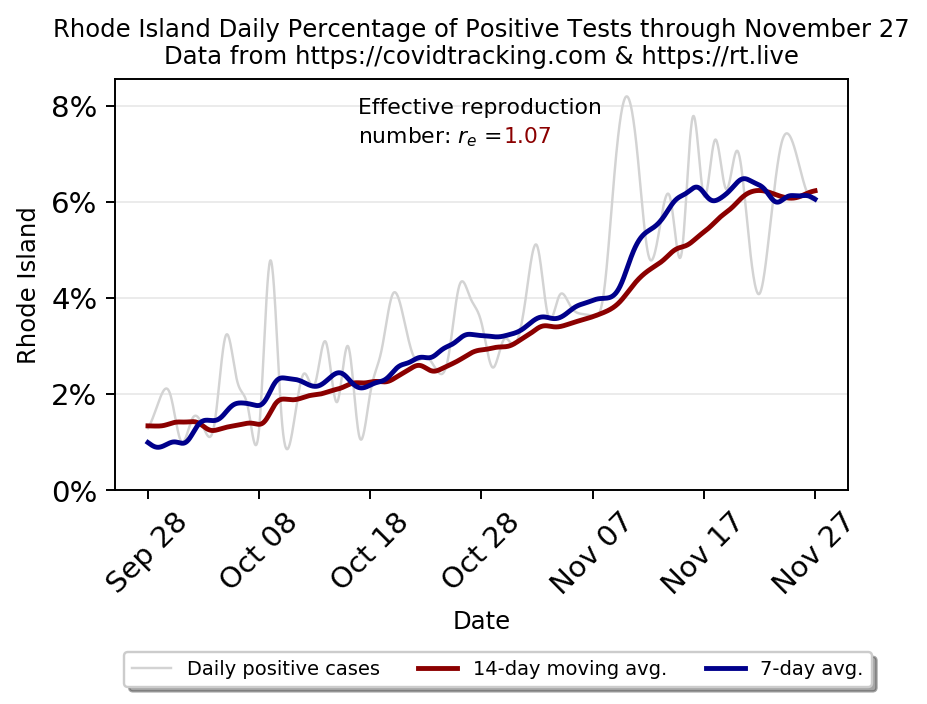 Rhode Island Daily Percentage of Positive Tests through November 27
Data from https://covidtracking.com & https://rt.live
Effective reproduction
number: rₑ =1.07
8%
6%
4%
2%
0%
Rhode Island
Sep 28
Oct 08
Oct 18
Oct 28
Nov 07
Nov 17
Nov 27
Date
Daily positive cases
14-day moving avg.
7-day avg.